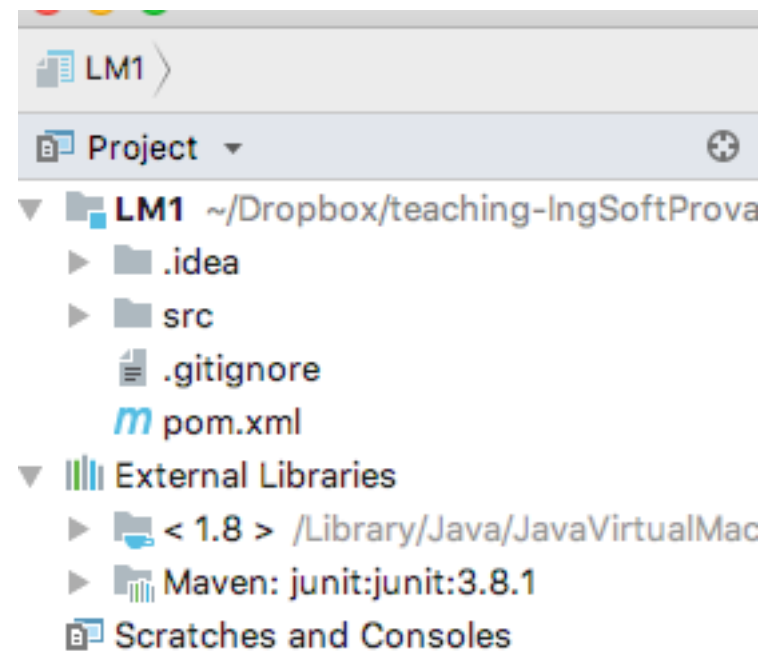 LM1
Project
LM1 ~/Dropbox/teaching-IngSoftProva
.idea
src
.gitignore
m pom.xml
External Libraries
< 1.8 > /Library/Java/JavaVirtualMac
Maven: junit:junit:3.8.1
Scratches and Consoles